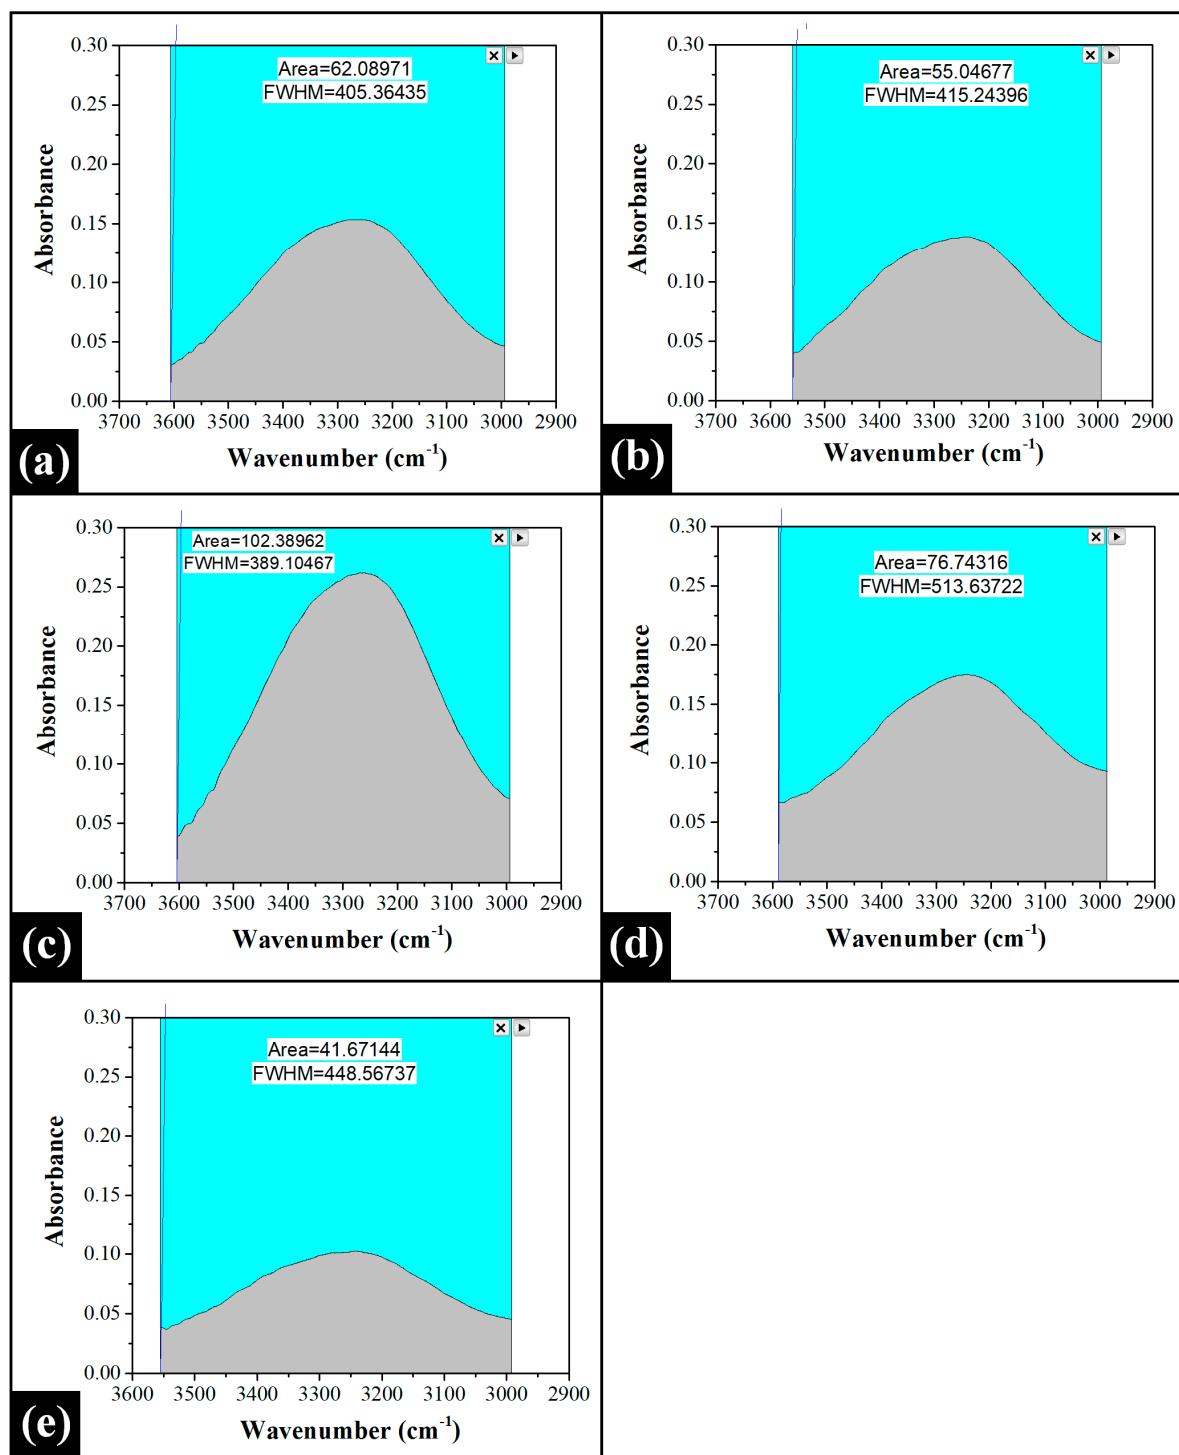 0.30
0.25
0.20
0.15
0.10
0.05
0.00
Absorbance
Area=62.08971
FWHM=405.36435
3700 3600 3500 3400 3300 3200 3100 3000 2900
Wavenumber (cm⁻¹)
(a)
0.30
0.25
0.20
0.15
0.10
0.05
0.00
Absorbance
Area=55.04677
FWHM=415.24396
3700 3600 3500 3400 3300 3200 3100 3000 2900
Wavenumber (cm⁻¹)
(b)
0.30
0.25
0.20
0.15
0.10
0.05
0.00
Absorbance
Area=102.38962
FWHM=389.10467
3700 3600 3500 3400 3300 3200 3100 3000 2900
Wavenumber (cm⁻¹)
(c)
0.30
0.25
0.20
0.15
0.10
0.05
0.00
Absorbance
Area=76.74316
FWHM=513.63722
3700 3600 3500 3400 3300 3200 3100 3000 2900
Wavenumber (cm⁻¹)
(d)
0.30
0.25
0.20
0.15
0.10
0.05
0.00
Absorbance
Area=41.67144
FWHM=448.56737
3600 3500 3400 3300 3200 3100 3000 2900
Wavenumber (cm⁻¹)
(e)